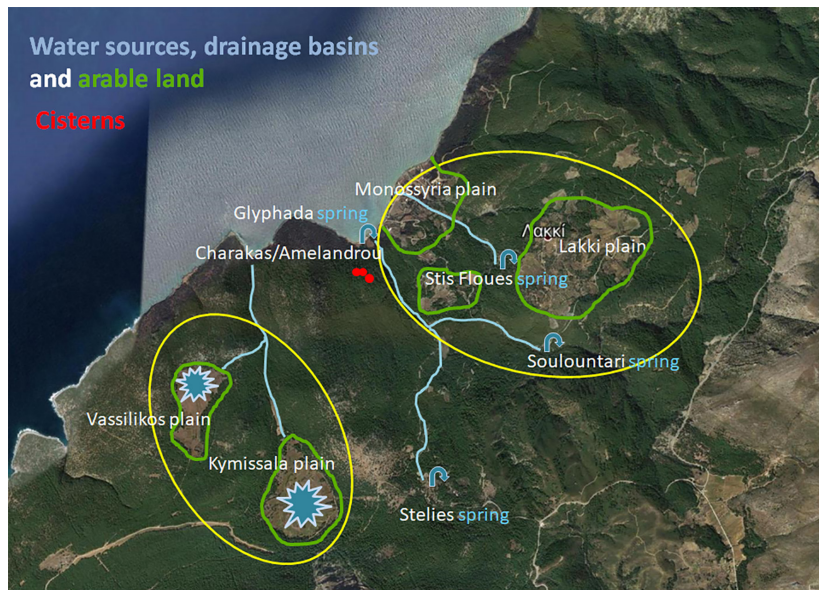 Water sources, drainage basins
and arable land
Cisterns
Monossyria plain
Glyphada spring
Λακκί
Lakki plain
Charakas/Amelandrou
Stis Floues spring
Soulountari spring
Vassilikos plain
Kymissala plain
Stelies spring